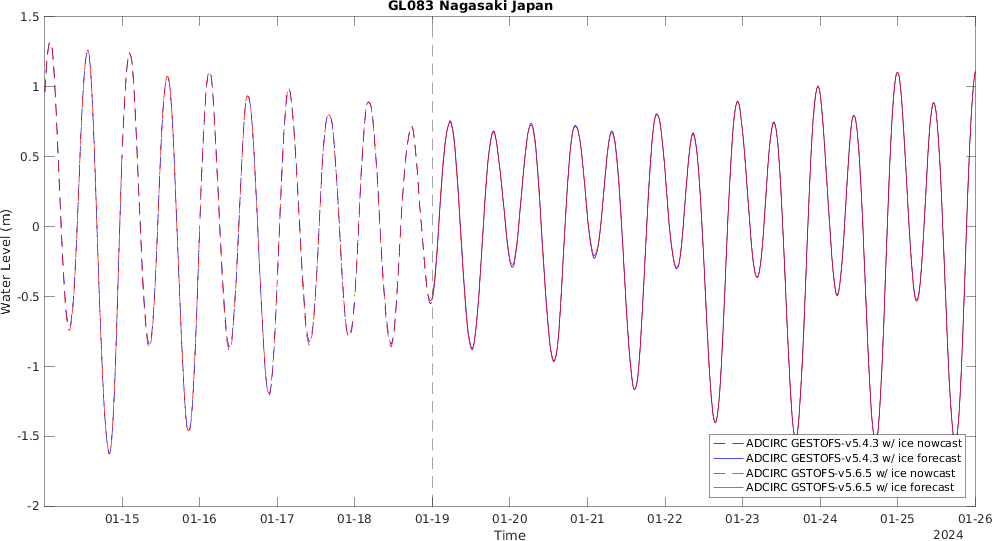 GL083 Nagasaki Japan
Water Level (m)
1.5
1
0.5
0
-0.5
-1
-1.5
-2
ADCIRC GESTOFS-v5.4.3 w/ ice nowcast
ADCIRC GESTOFS-v5.4.3 w/ ice forecast
ADCIRC GSTOFS-v5.6.5 w/ ice nowcast
ADCIRC GSTOFS-v5.6.5 w/ ice forecast
01-15 01-16 01-17 01-18 01-19 01-20 01-21 01-22 01-23 01-24 01-25 01-26
Time
2024